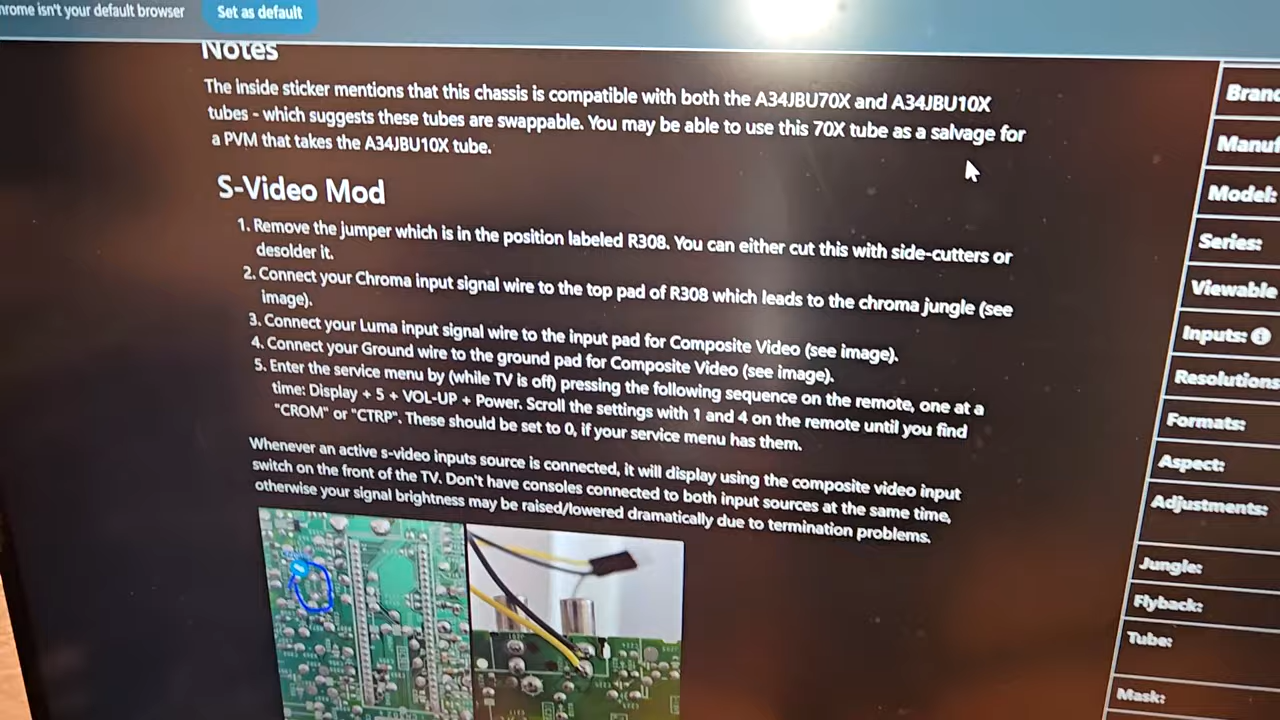 hrome isn't your default browser
Set as default
Notes
The inside sticker mentions that this chassis is compatible with both the A34JBU70X and A34JBU10X
tubes - which suggests these tubes are swappable. You may be able to use this 70X tube as a salvage for
a PVM that takes the A34JBU10X tube.
S-Video Mod
1. Remove the jumper which is in the position labeled R308. You can either cut this with side-cutters or
desolder it.
2. Connect your Chroma input signal wire to the top pad of R308 which leads to the chroma jungle (see
image).
3. Connect your Luma input signal wire to the input pad for Composite Video (see image).
4. Connect your Ground wire to the ground pad for Composite Video (see image).
5. Enter the service menu by (while TV is off) pressing the following sequence on the remote, one at a
time: Display + 5 + VOL-UP + Power. Scroll the settings with 1 and 4 on the remote until you find
"CROM" or "CTRP". These should be set to 0, if your service menu has them.
Whenever an active s-video inputs source is connected, it will display using the composite video input
switch on the front of the TV. Don't have consoles connected to both input sources at the same time,
otherwise your signal brightness may be raised/lowered dramatically due to termination problems.
Brand
Manuf
Model:
Series:
Viewable
Inputs:
Resolutions
Formats:
Aspect:
Adjustments:
Jungle:
Flyback:
Tube:
Mask: